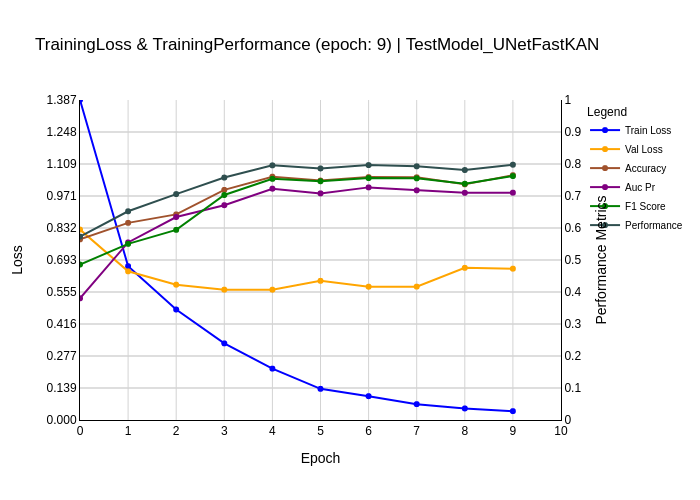 TrainingLoss & TrainingPerformance (epoch: 9) | TestModel_UNetFastKAN
1.387
1.248
1.109
0.971
0.832
0.693
0.555
0.416
0.277
0.139
0.000
Loss
0 1 2 3 4 5 6 7 8 9 10
Epoch
1
0.9
0.8
0.7
0.6
0.5
0.4
0.3
0.2
0.1
0
Performance Metrics
Legend
Train Loss
Val Loss
Accuracy
Auc Pr
F1 Score
Performance